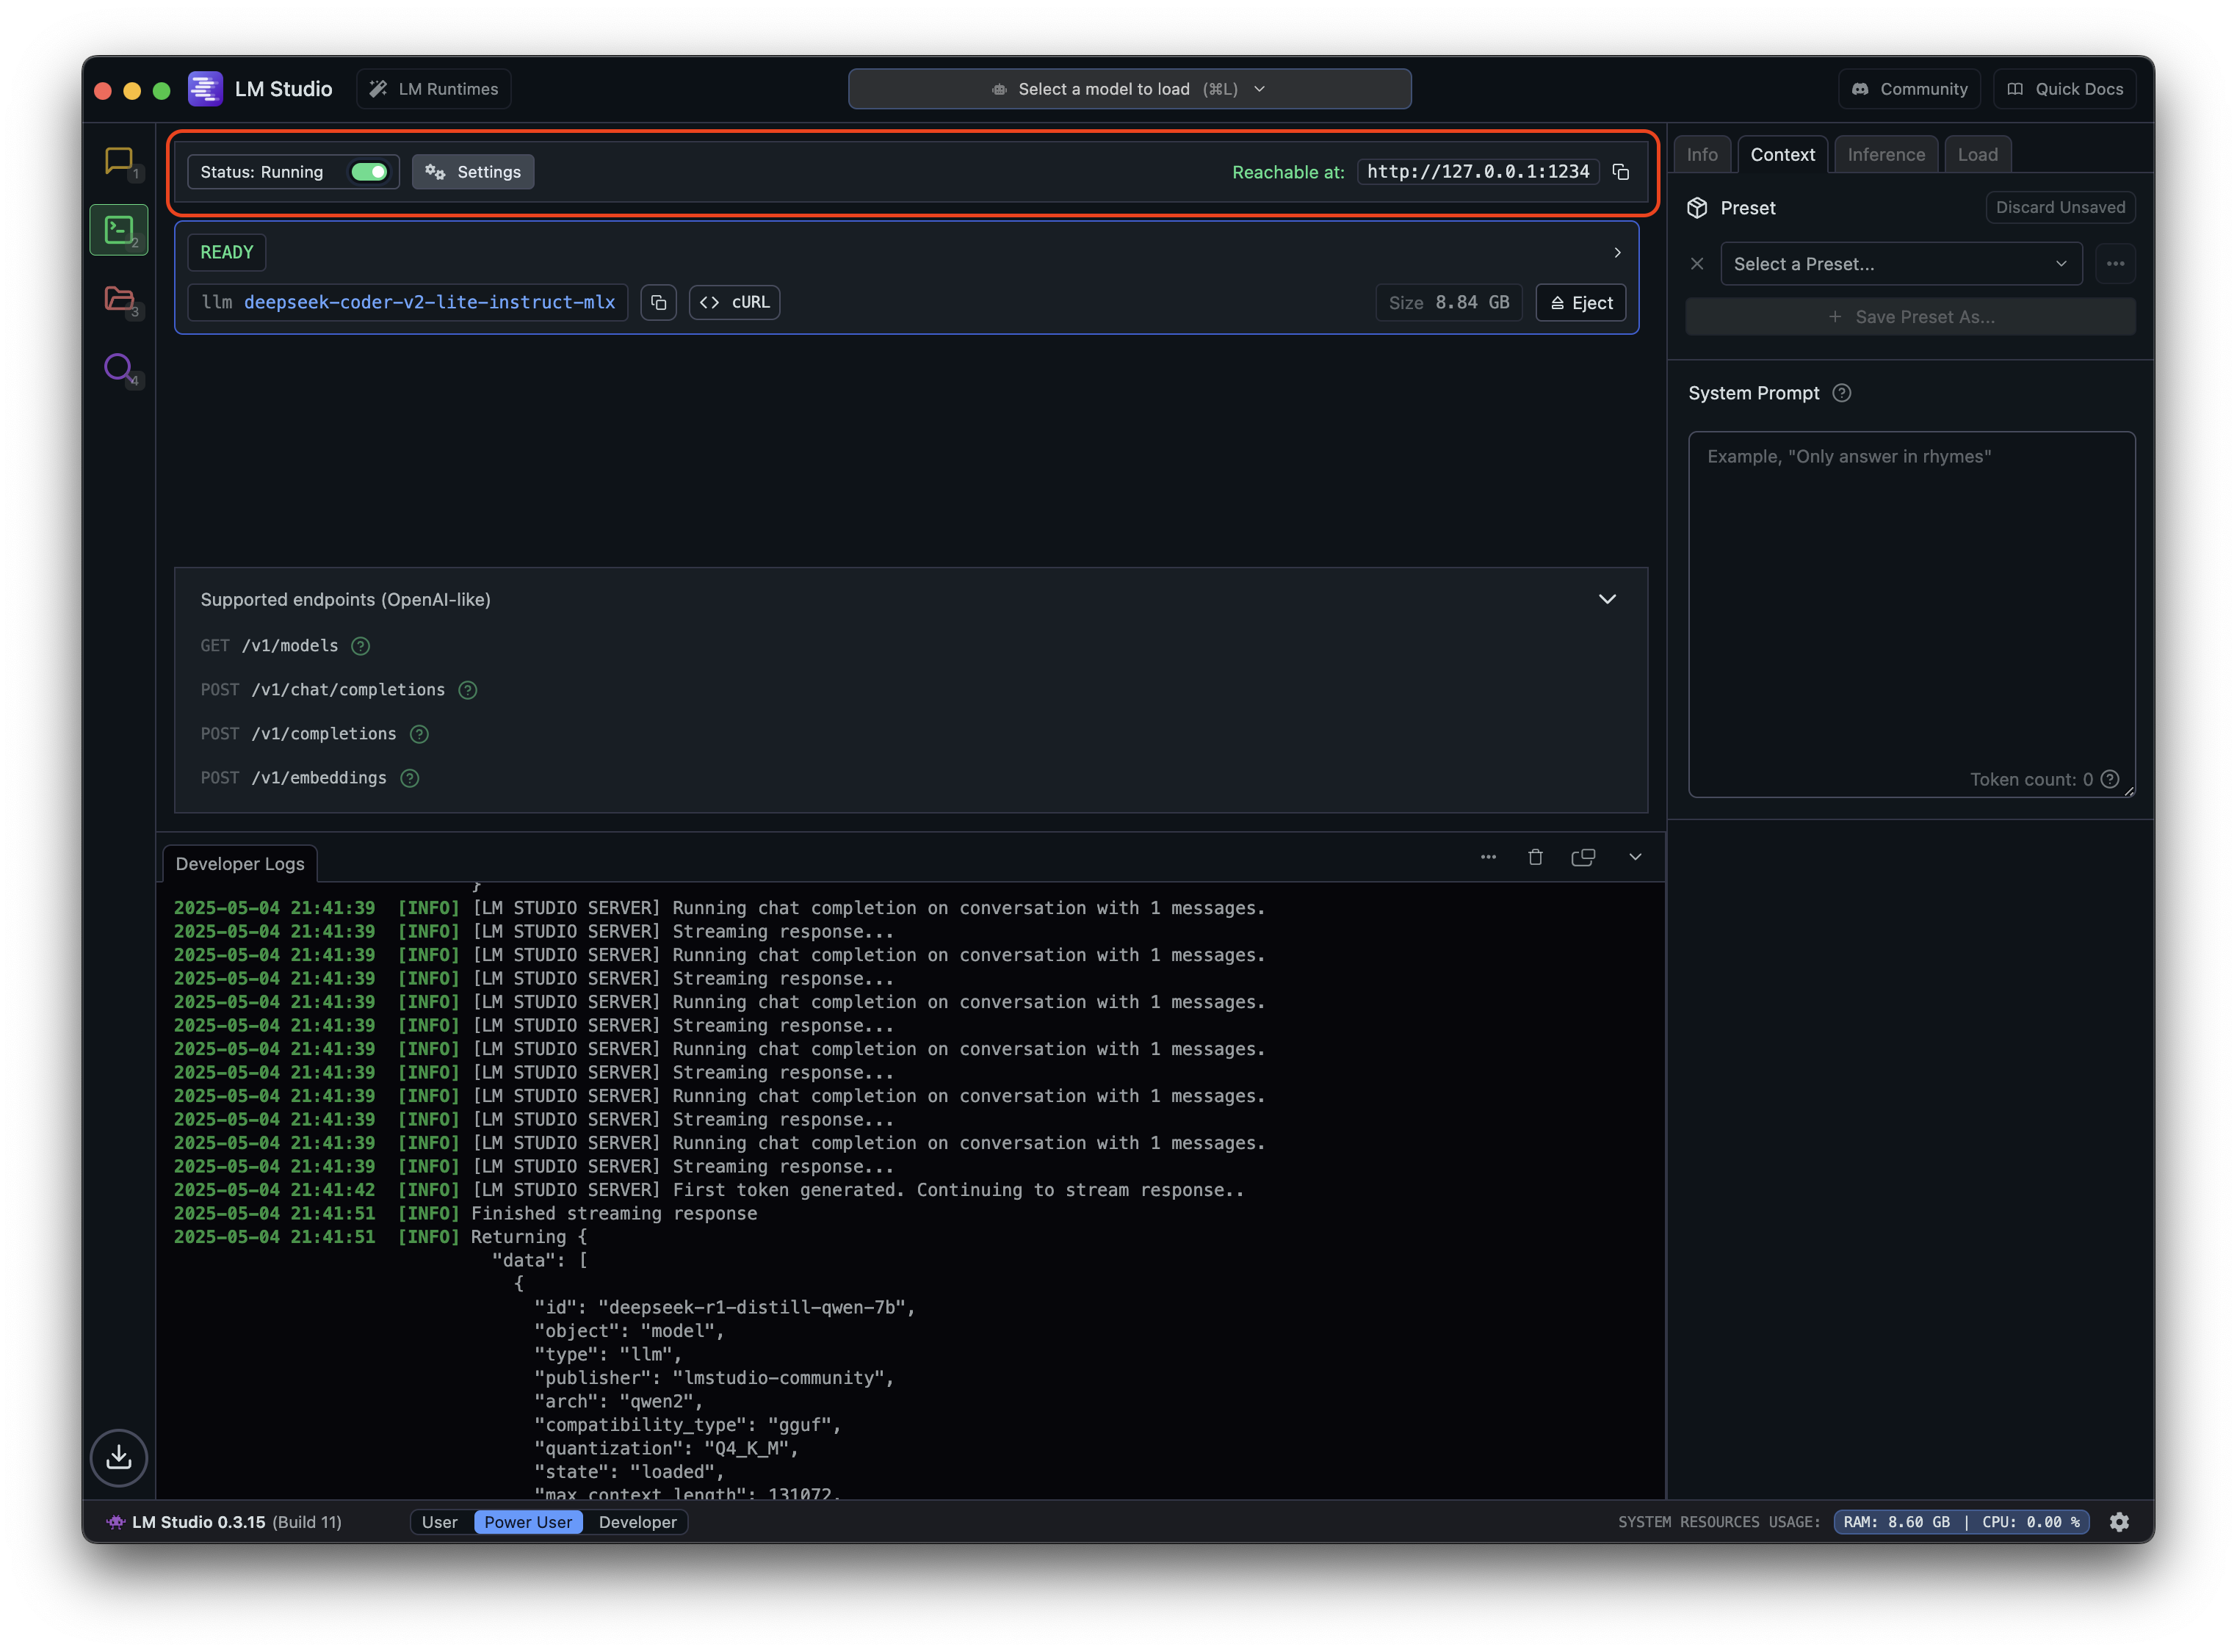 LM Studio
LM Runtimes
Select a model to load (⌘L)
Community
Quick Docs
1
2
3
4
Status: Running
Settings
Reachable at: http://127.0.0.1:1234
READY
llm deepseek-coder-v2-lite-instruct-mlx
cURL
Size 8.84 GB
Eject
Supported endpoints (OpenAI-like)
GET /v1/models
POST /v1/chat/completions
POST /v1/completions
POST /v1/embeddings
Developer Logs
}
2025-05-04 21:41:39 [INFO] [LM STUDIO SERVER] Running chat completion on conversation with 1 messages.
2025-05-04 21:41:39 [INFO] [LM STUDIO SERVER] Streaming response...
2025-05-04 21:41:39 [INFO] [LM STUDIO SERVER] Running chat completion on conversation with 1 messages.
2025-05-04 21:41:39 [INFO] [LM STUDIO SERVER] Streaming response...
2025-05-04 21:41:39 [INFO] [LM STUDIO SERVER] Running chat completion on conversation with 1 messages.
2025-05-04 21:41:39 [INFO] [LM STUDIO SERVER] Streaming response...
2025-05-04 21:41:39 [INFO] [LM STUDIO SERVER] Running chat completion on conversation with 1 messages.
2025-05-04 21:41:39 [INFO] [LM STUDIO SERVER] Streaming response...
2025-05-04 21:41:39 [INFO] [LM STUDIO SERVER] Running chat completion on conversation with 1 messages.
2025-05-04 21:41:39 [INFO] [LM STUDIO SERVER] Streaming response...
2025-05-04 21:41:39 [INFO] [LM STUDIO SERVER] Running chat completion on conversation with 1 messages.
2025-05-04 21:41:39 [INFO] [LM STUDIO SERVER] Streaming response...
2025-05-04 21:41:42 [INFO] [LM STUDIO SERVER] First token generated. Continuing to stream response..
2025-05-04 21:41:51 [INFO] Finished streaming response
2025-05-04 21:41:51 [INFO] Returning {
"data": [
{
"id": "deepseek-r1-distill-qwen-7b",
"object": "model",
"type": "llm",
"publisher": "lmstudio-community",
"arch": "qwen2",
"compatibility_type": "gguf",
"quantization": "Q4_K_M",
"state": "loaded",
"max_context_length": 131072,
Info
Context
Inference
Load
Preset
Discard Unsaved
Select a Preset...
+ Save Preset As...
System Prompt
Example, "Only answer in rhymes"
Token count: 0
LM Studio 0.3.15 (Build 11)
User
Power User
Developer
SYSTEM RESOURCES USAGE:
RAM: 8.60 GB | CPU: 0.00 %